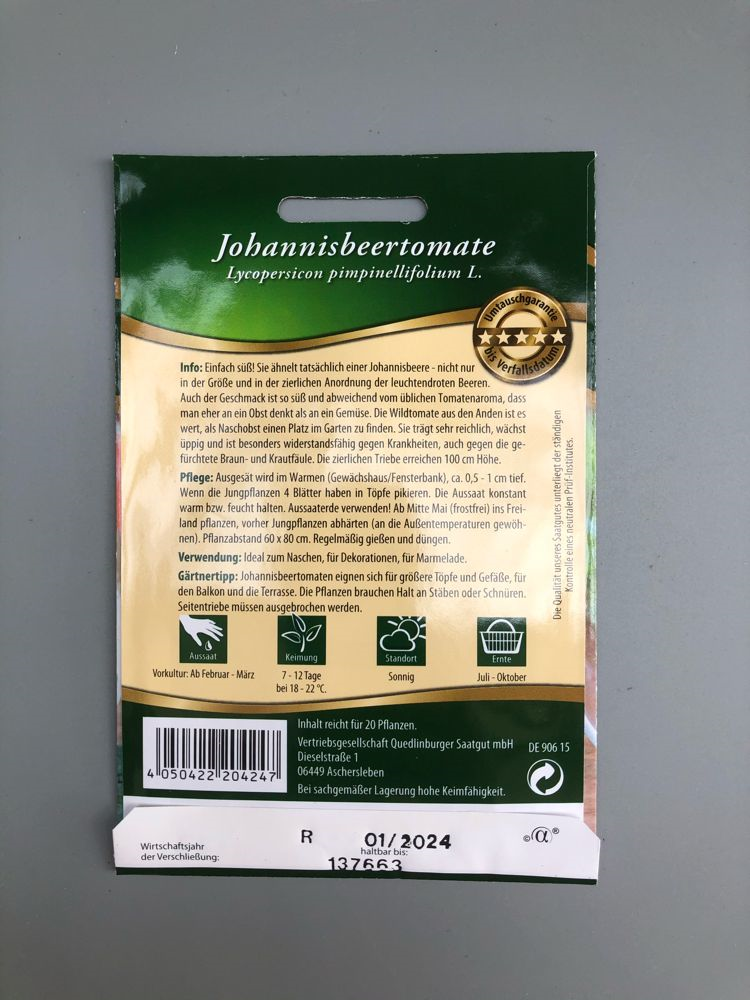 Johannisbeertomate
Lycopersicon pimpinellifolium L.
Umtauschgarantie
bis Verfallsdatum
Info: Einfach süß! Sie ähnelt tatsächlich einer Johannisbeere - nicht nur
in der Größe und in der zierlichen Anordnung der leuchtendroten Beeren.
Auch der Geschmack ist so süß und abweichend vom üblichen Tomatenaroma, dass
man eher an ein Obst denkt als an ein Gemüse. Die Wildtomate aus den Anden ist es
wert, als Naschobst einen Platz im Garten zu finden. Sie trägt sehr reichlich, wächst
üppig und ist besonders widerstandsfähig gegen Krankheiten, auch gegen die ge-
fürchtete Braun- und Krautfäule. Die zierlichen Triebe erreichen 100 cm Höhe.
Pflege: Ausgesät wird im Warmen (Gewächshaus/Fensterbank), ca. 0,5 - 1 cm tief.
Wenn die Jungpflanzen 4 Blätter haben in Töpfe pikieren. Die Aussaat konstant
warm bzw. feucht halten. Aussaaterde verwenden! Ab Mitte Mai (frostfrei) ins Frei-
land pflanzen, vorher Jungpflanzen abhärten (an die Außentemperaturen gewöh-
nen). Pflanzabstand 60 x 80 cm. Regelmäßig gießen und düngen.
Verwendung: Ideal zum Naschen, für Dekorationen, für Marmelade.
Gärtnertipp: Johannisbeertomaten eignen sich für größere Töpfe und Gefäße, für
den Balkon und die Terrasse. Die Pflanzen brauchen Halt an Stäben oder Schnüren.
Seitentriebe müssen ausgebrochen werden.
Die Qualität unseres Saatgutes unterliegt der ständigen
Kontrolle eines neutralen Prüf-Institutes.
Aussaat
Vorkultur: Ab Februar - März
Keimung
7 - 12 Tage
bei 18 - 22 °C.
Standort
Sonnig
Ernte
Juli - Oktober
4 050422 204247
Inhalt reicht für 20 Pflanzen.
Vertriebsgesellschaft Quedlinburger Saatgut mbH
Dieselstraße 1
06449 Aschersleben
Bei sachgemäßer Lagerung hohe Keimfähigkeit.
DE 906 15
Wirtschaftsjahr
der Verschließung:
R 01/2024
haltbar bis:
137663
© α ®